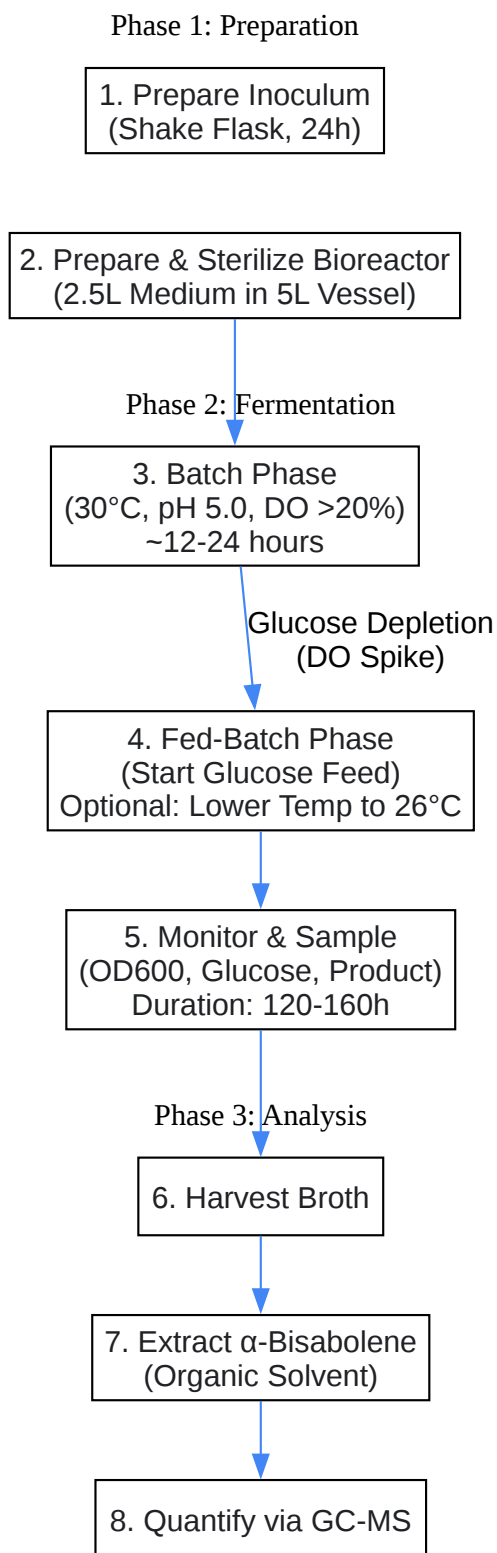 Phase 1: Preparation
1. Prepare Inoculum
(Shake Flask, 24h)
2. Prepare & Sterilize Bioreactor
(2.5L Medium in 5L Vessel)
Phase 2: Fermentation
3. Batch Phase
(30°C, pH 5.0, DO >20%)
~12-24 hours
Glucose Depletion
(DO Spike)
4. Fed-Batch Phase
(Start Glucose Feed)
Optional: Lower Temp to 26°C
5. Monitor & Sample
(OD600, Glucose, Product)
Duration: 120-160h
Phase 3: Analysis
6. Harvest Broth
7. Extract α-Bisabolene
(Organic Solvent)
8. Quantify via GC-MS